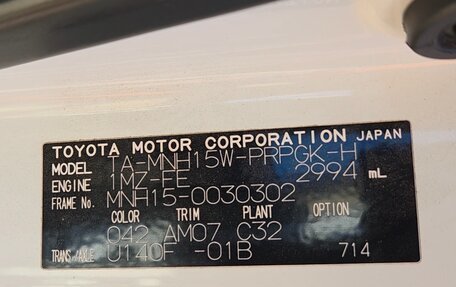 TOYOTA MOTOR CORPORATION JAPAN
MODEL TA-MNH15W-PRPGK-H
ENGINE 1MZ-FE 2994 mL
FRAME No. MNH15-0030302
COLOR TRIM PLANT OPTION
042 AM07 C32
TRANS/AXLE U140F -01B 714